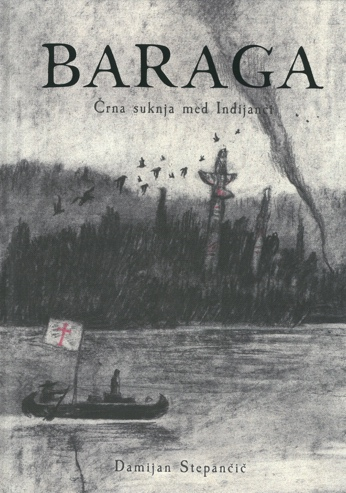 BARAGA
Črna suknja med Indijanci
Damijan Stepančič